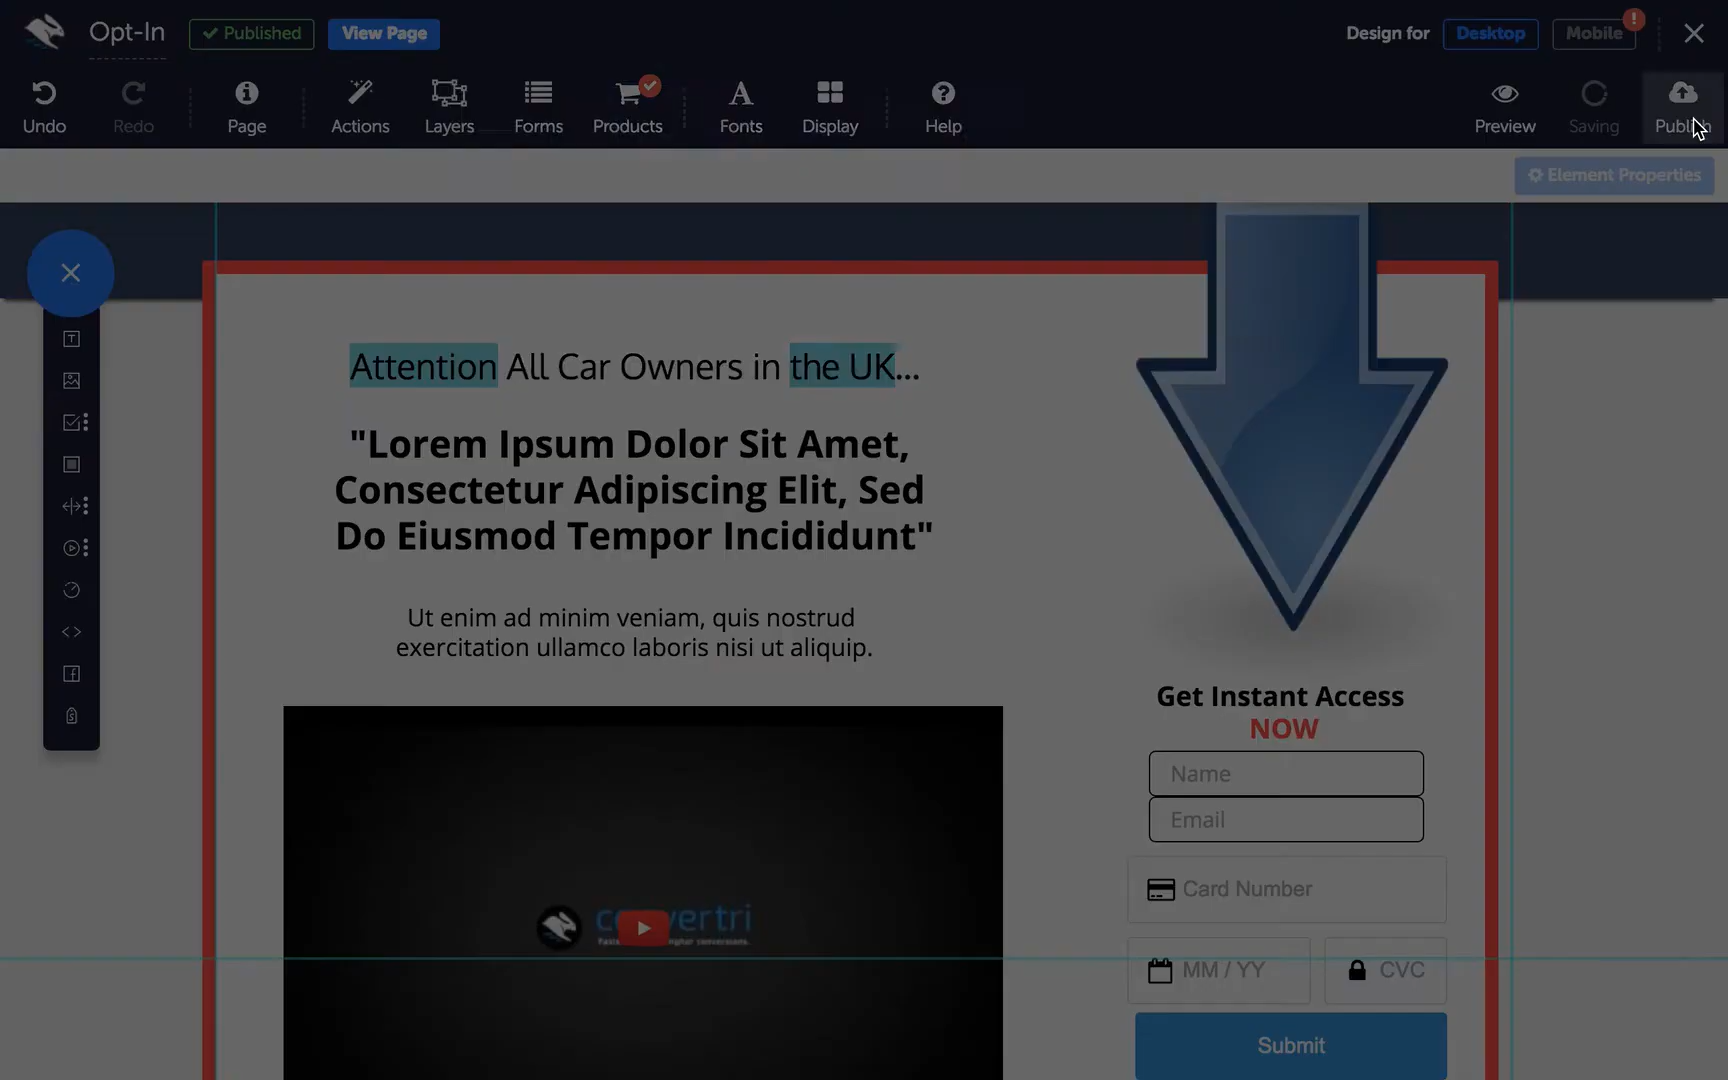 Opt-In
Published
View Page
Design for
Desktop
Mobile
!
Undo
Redo
Page
Actions
Layers
Forms
Products
Fonts
Display
Help
Preview
Saving
Publish
Element Properties
Attention All Car Owners in the UK...
"Lorem Ipsum Dolor Sit Amet,
Consectetur Adipiscing Elit, Sed
Do Eiusmod Tempor Incididunt"
Ut enim ad minim veniam, quis nostrud
exercitation ullamco laboris nisi ut aliquip.
convertri
Get Instant Access
NOW
Name
Email
Card Number
MM / YY
CVC
Submit